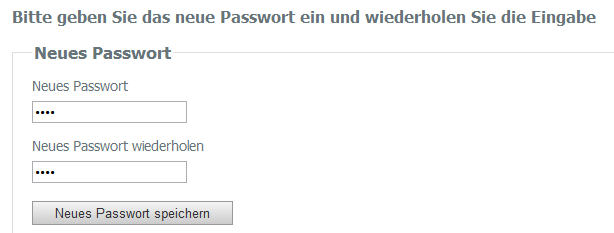 Bitte geben Sie das neue Passwort ein und wiederholen Sie die Eingabe
Neues Passwort
Neues Passwort
••••
Neues Passwort wiederholen
••••
Neues Passwort speichern